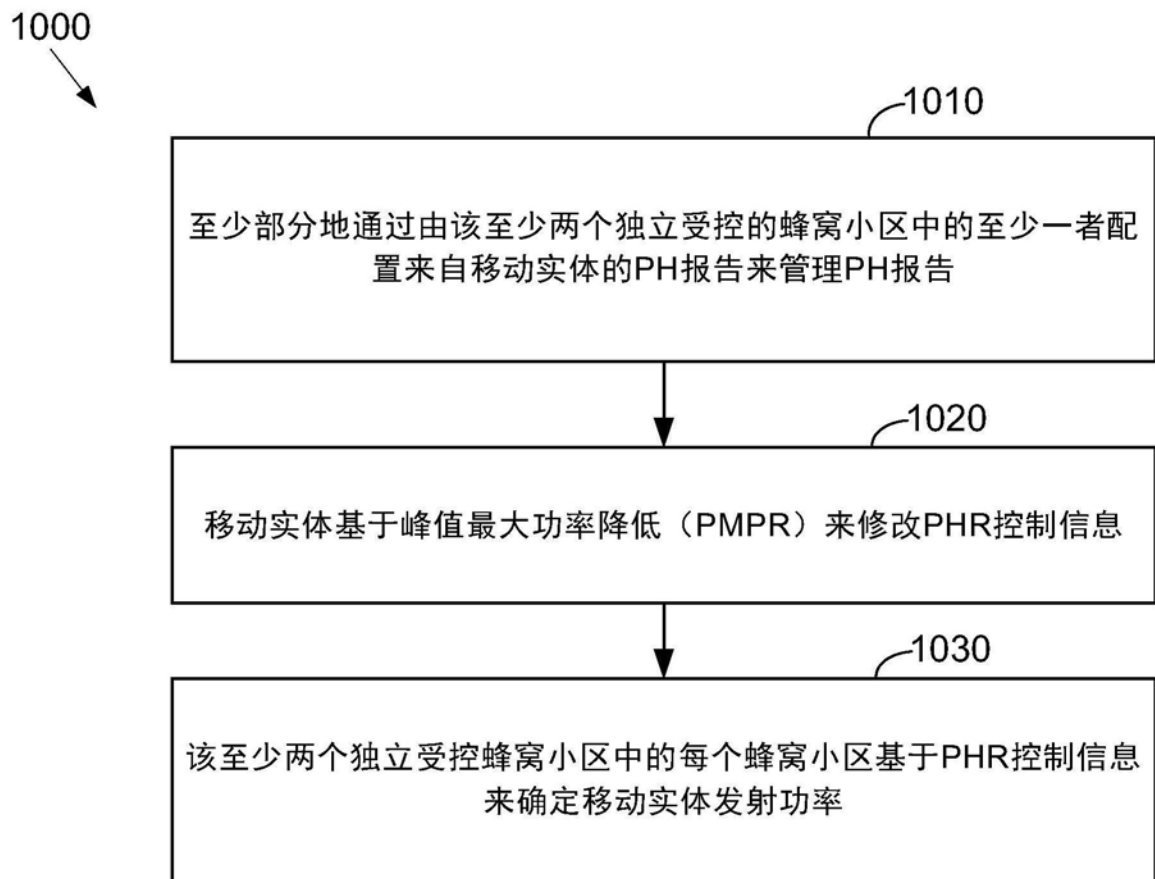 1000
1010
至少部分地通过由该至少两个独立受控的蜂窝小区中的至少一者配
置来自移动实体的PH报告来管理PH报告
1020
移动实体基于峰值最大功率降低（PMPR）来修改PHR控制信息
1030
该至少两个独立受控蜂窝小区中的每个蜂窝小区基于PHR控制信息
来确定移动实体发射功率